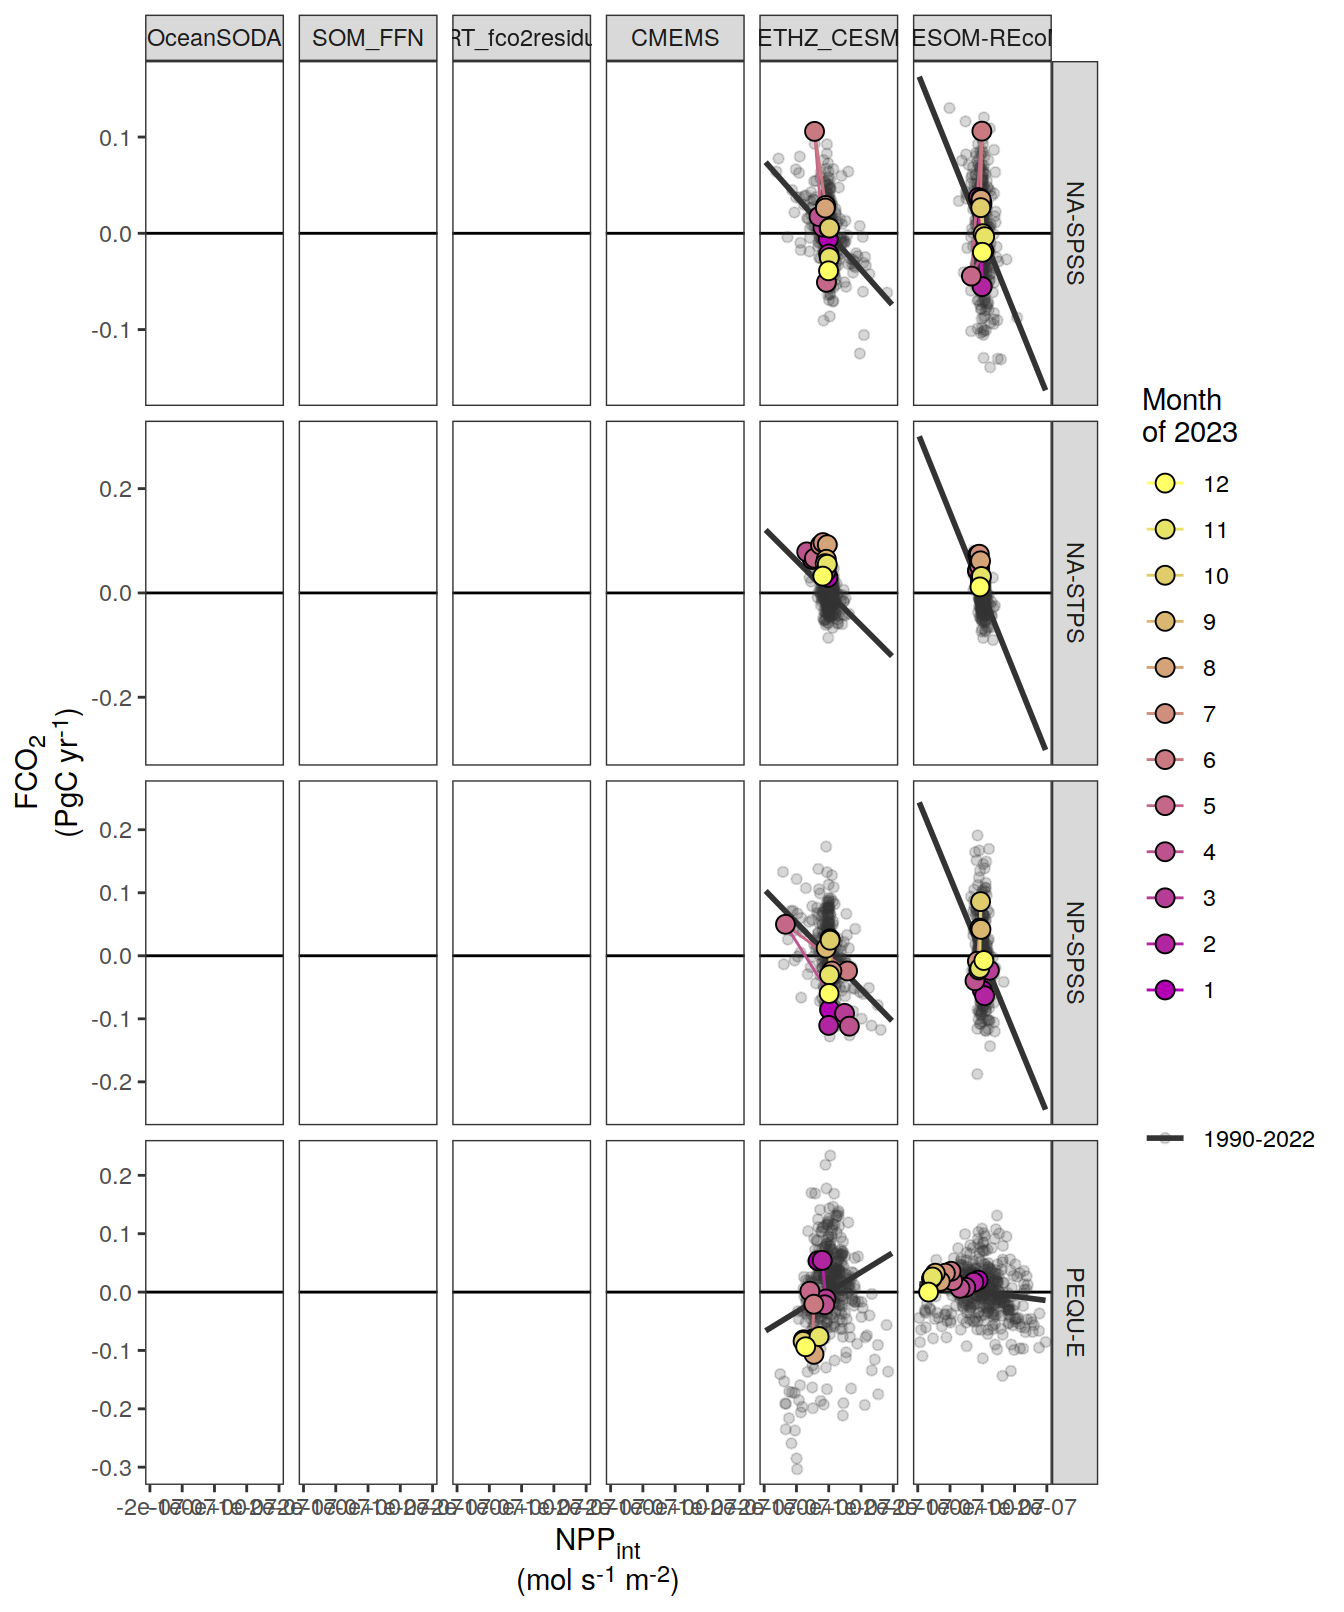 OceanSODA SOM_FFN RT_fco2residu CMEMS ETHZ_CESM ESOM-REcoM
0.1
0.0
-0.1
NA-SPSS
0.2
0.0
-0.2
NA-STPS
0.2
0.1
0.0
-0.1
-0.2
NP-SPSS
0.2
0.1
0.0
-0.1
-0.2
-0.3
PEQU-E
FCO2
(PgC yr-1)
NPPint
(mol s-1 m-2)
Month
of 2023
12
11
10
9
8
7
6
5
4
3
2
1
1990-2022